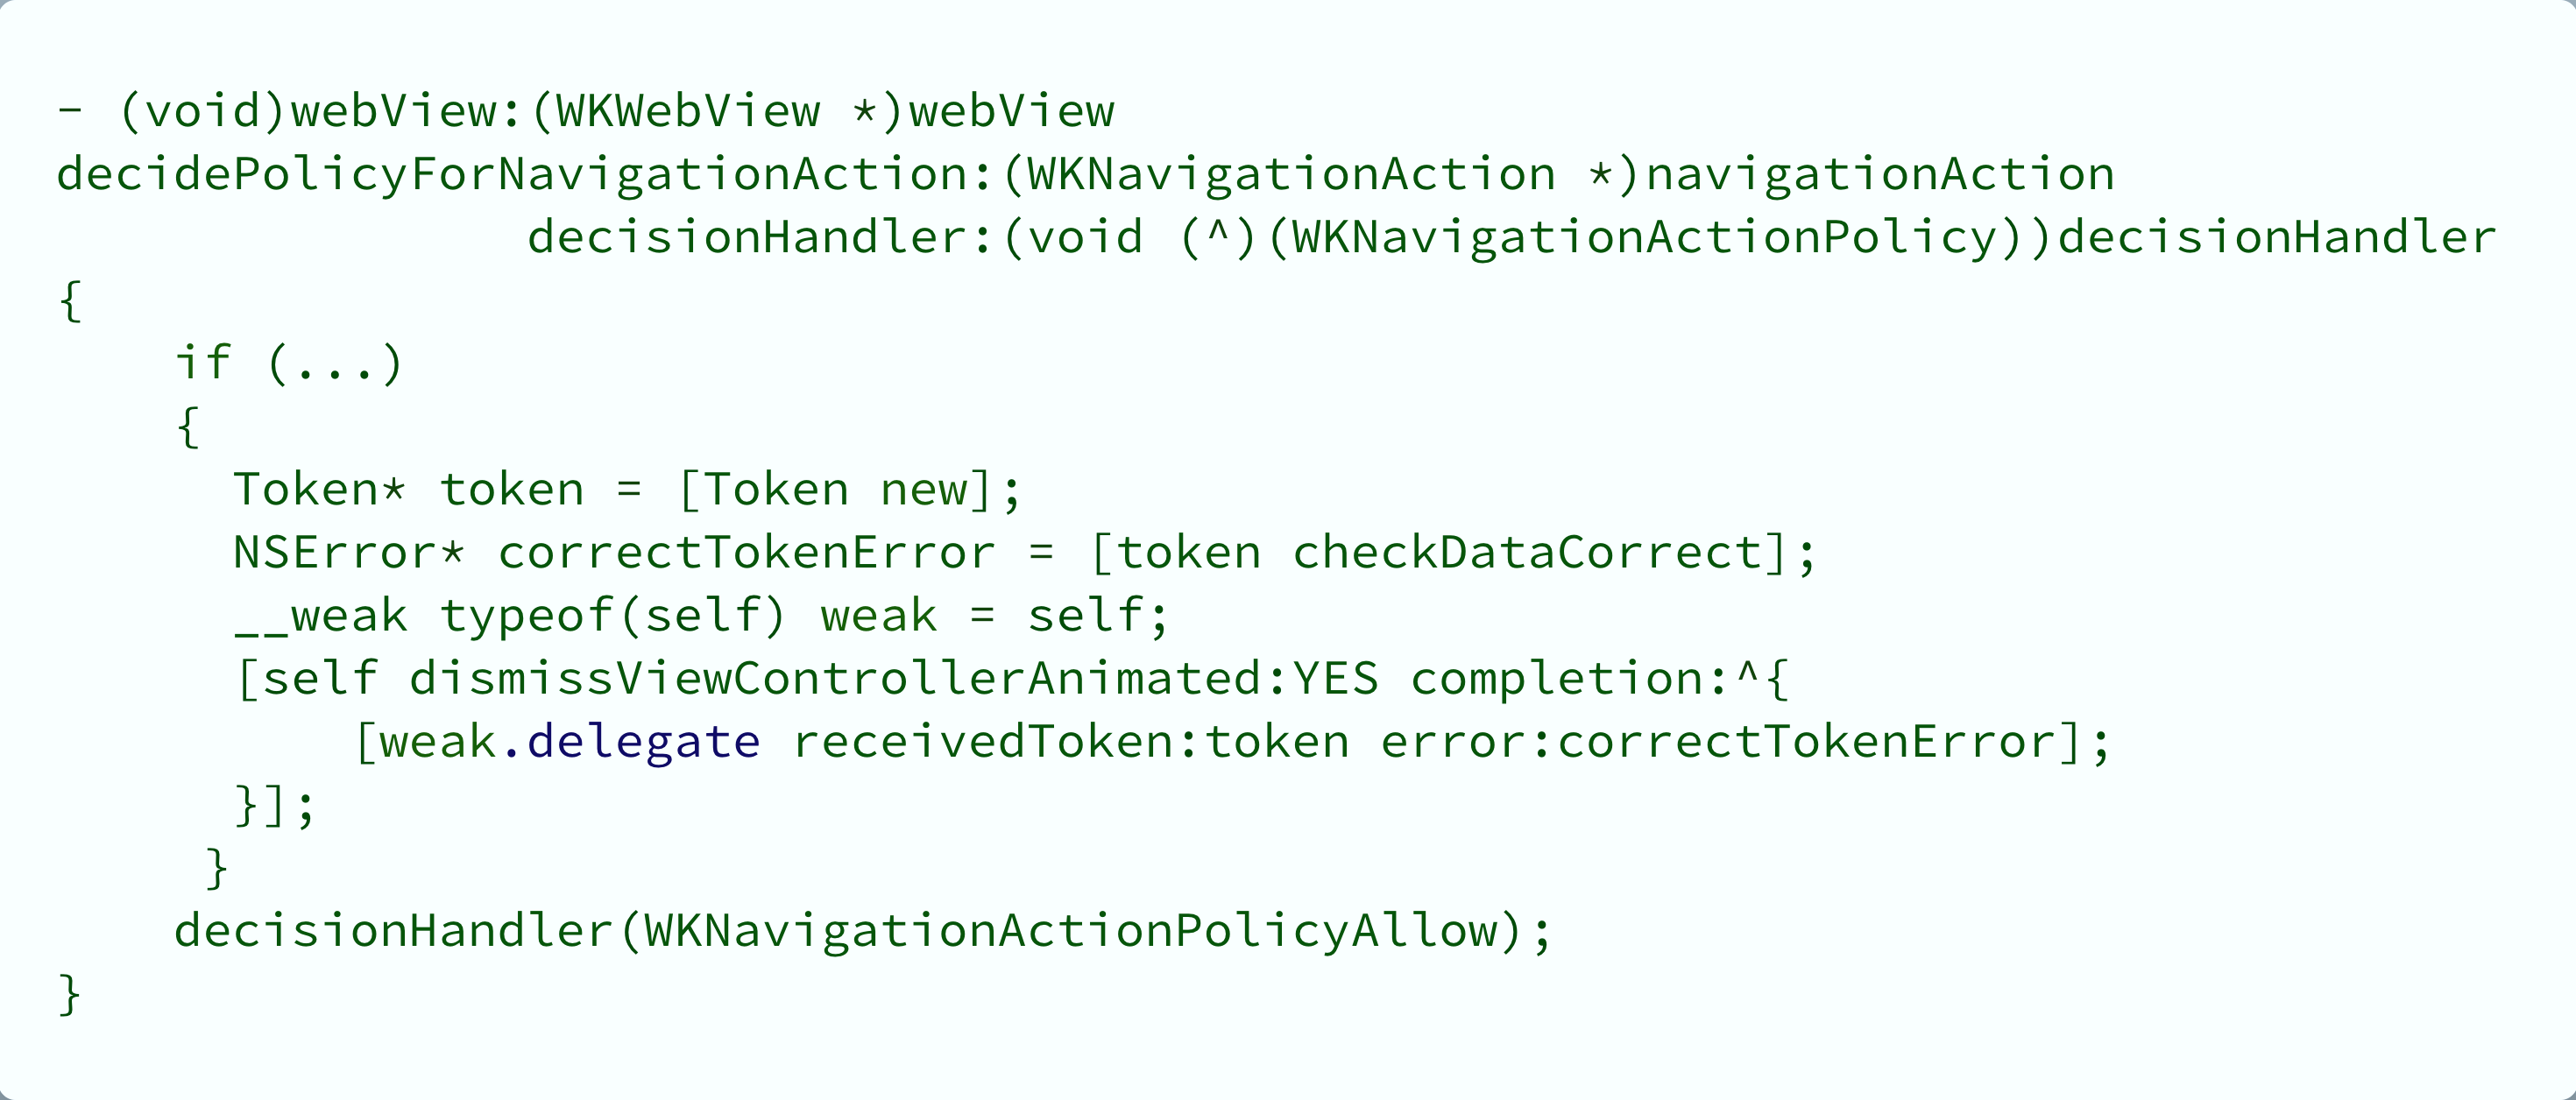 - (void)webView:(WKWebView *)webView
decidePolicyForNavigationAction:(WKNavigationAction *)navigationAction
                decisionHandler:(void (^)(WKNavigationActionPolicy))decisionHandler
{
    if (...)
    {
      Token* token = [Token new];
      NSError* correctTokenError = [token checkDataCorrect];
      __weak typeof(self) weak = self;
      [self dismissViewControllerAnimated:YES completion:^{
          [weak.delegate receivedToken:token error:correctTokenError];
      }];
     }
    decisionHandler(WKNavigationActionPolicyAllow);
}